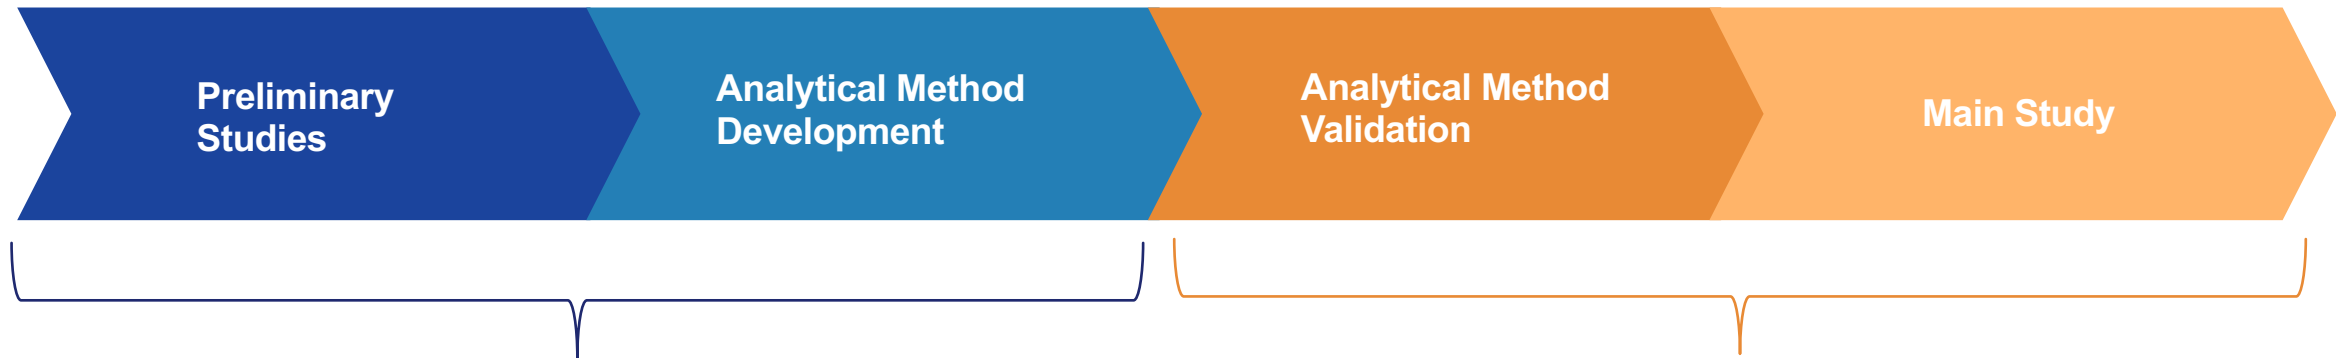 Preliminary
Studies
Analytical Method
Development
Analytical Method
Validation
Main Study